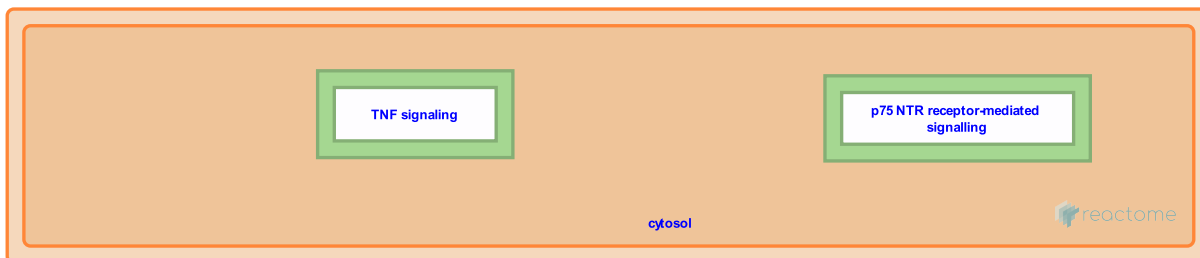 TNF signaling
p75 NTR receptor-mediated
signalling
cytosol
reactome